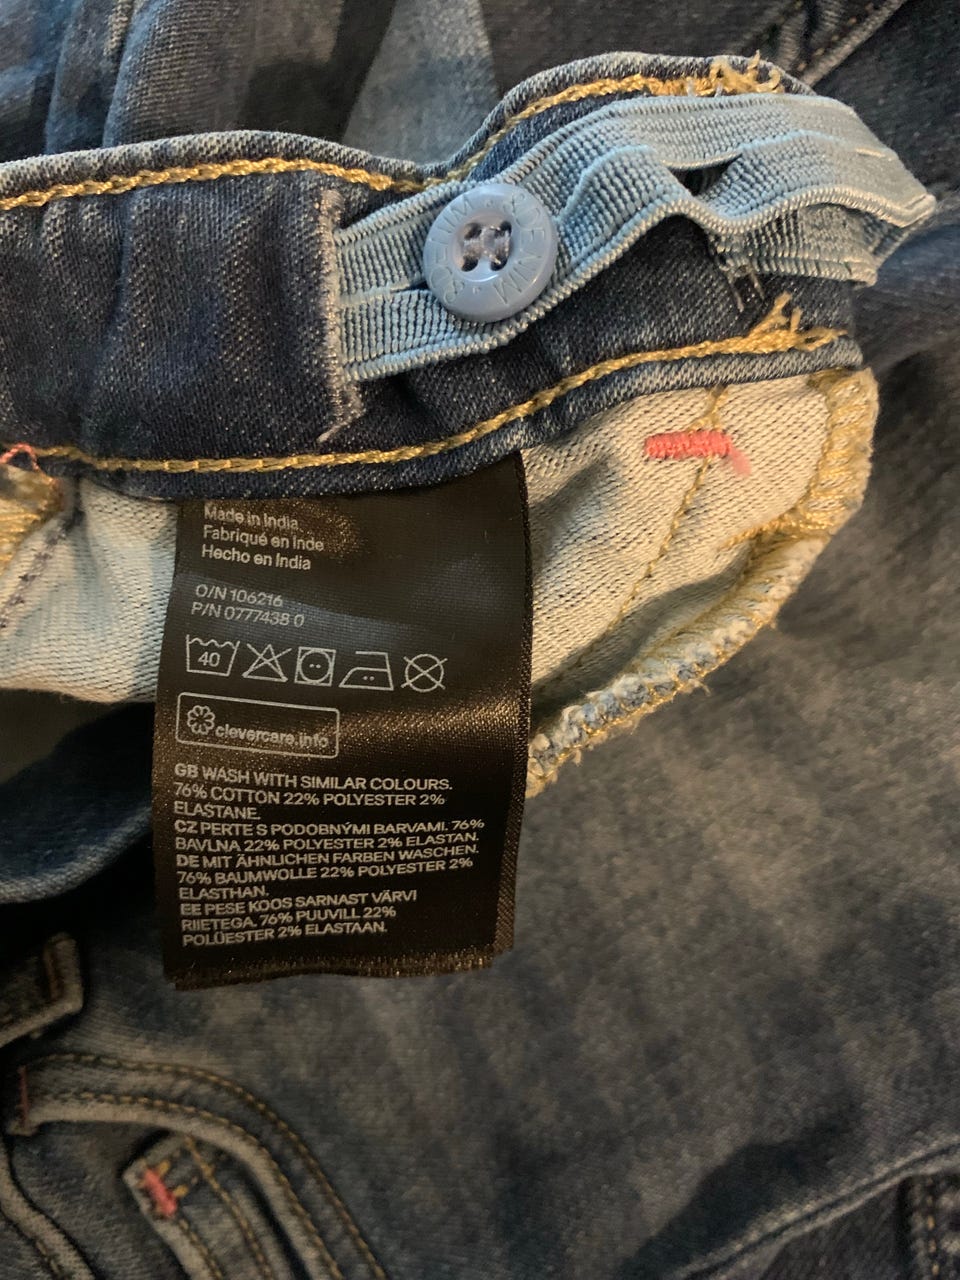 Made in India
Fabriqué en Inde
Hecho en India
O/N 106216
P/N 0777438 0
40
clevercare.info
GB WASH WITH SIMILAR COLOURS.
76% COTTON 22% POLYESTER 2%
ELASTANE.
CZ PERTE S PODOBNÝMI BARVAMI. 76%
BAVLNA 22% POLYESTER 2% ELASTAN.
DE MIT ÄHNLICHEN FARBEN WASCHEN.
76% BAUMWOLLE 22% POLYESTER 2%
ELASTHAN.
EE PESE KOOS SARNAST VÄRVI
RIIETEGA. 76% PUUVILL 22%
POLÜESTER 2% ELASTAAN.